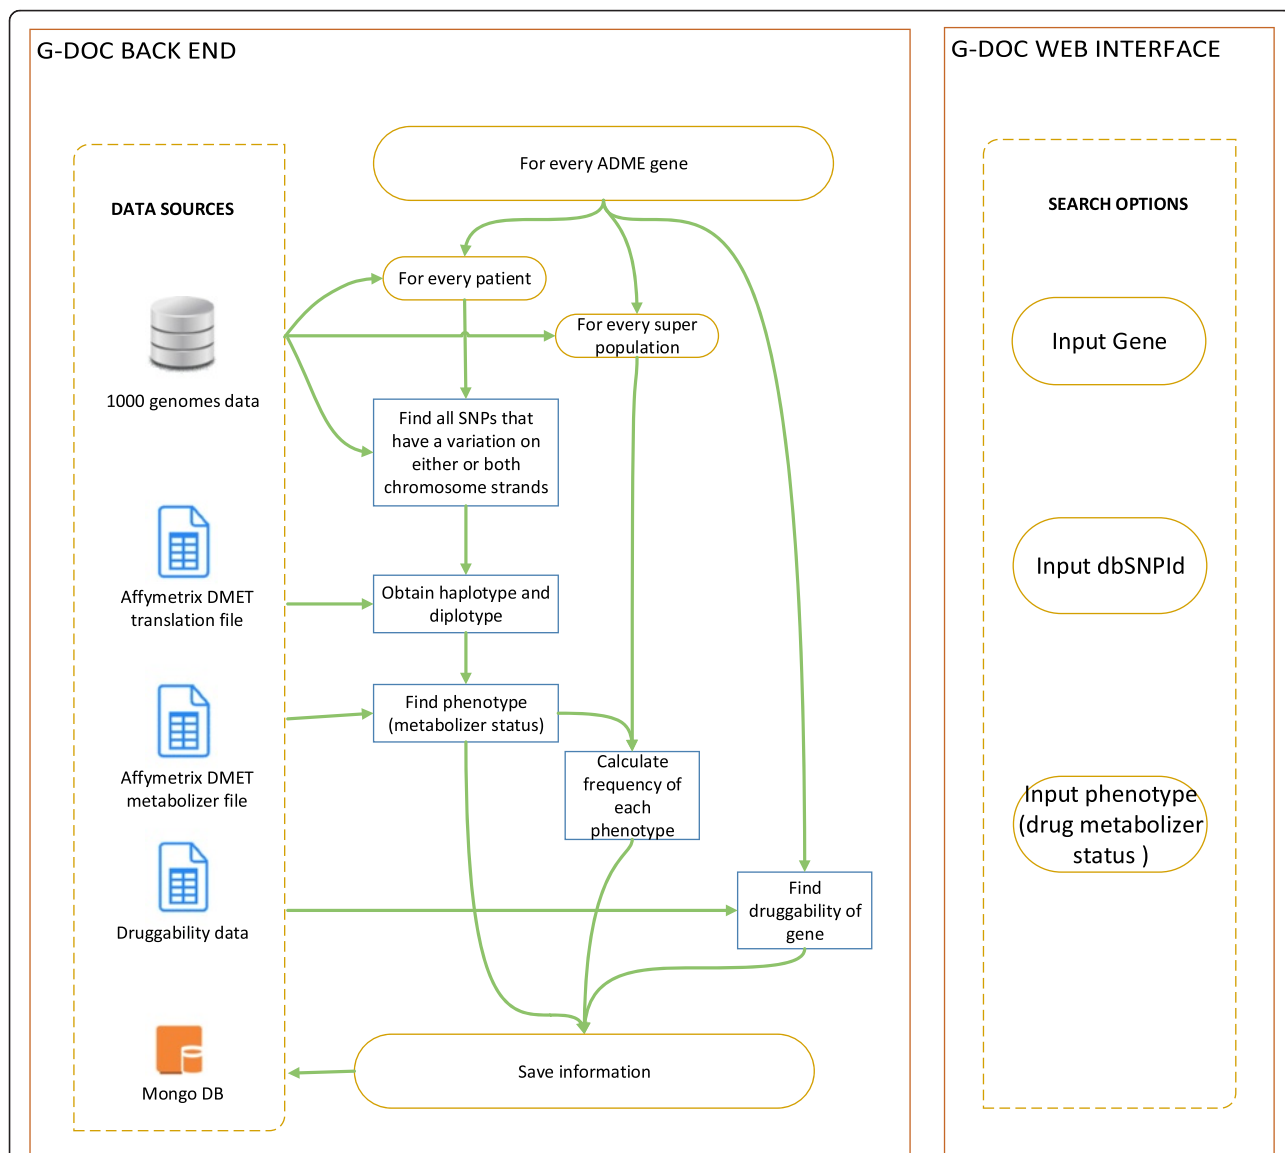 G-DOC BACK END
DATA SOURCES
1000 genomes data
Affymetrix DMET
translation file
Affymetrix DMET
metabolizer file
Druggability data
Mongo DB
For every ADME gene
For every patient
For every super
population
Find all SNPs that
have a variation on
either or both
chromosome strands
Obtain haplotype and
diplotype
Find phenotype
(metabolizer status)
Calculate
frequency of
each
phenotype
Find
druggability of
gene
Save information
G-DOC WEB INTERFACE
SEARCH OPTIONS
Input Gene
Input dbSNPId
Input phenotype
(drug metabolizer
status )